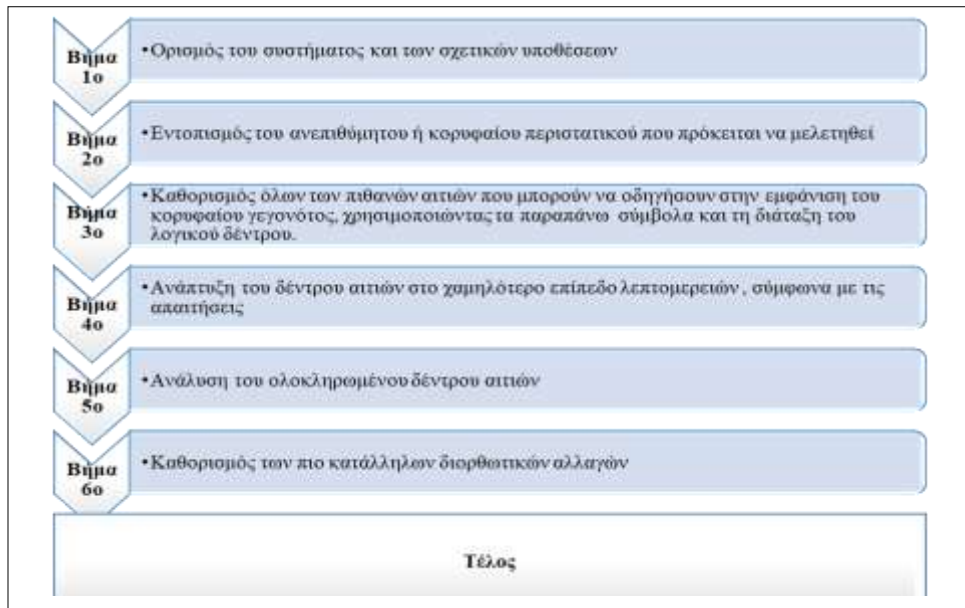 Βήμα
1ο
•Ορισμός του συστήματος και των σχετικών υποθέσεων
Βήμα
2ο
•Εντοπισμός του ανεπιθύμητου ή κορυφαίου περιστατικού που πρόκειται να μελετηθεί
Βήμα
3ο
•Καθορισμός όλων των πιθανών αιτιών που μπορούν να οδηγήσουν στην εμφάνιση του
κορυφαίου γεγονότος, χρησιμοποιώντας τα παραπάνω σύμβολα και τη διάταξη του
λογικού δέντρου.
Βήμα
4ο
•Ανάπτυξη του δέντρου αιτιών στο χαμηλότερο επίπεδο λεπτομερειών , σύμφωνα με τις
απαιτήσεις
Βήμα
5ο
•Ανάλυση του ολοκληρωμένου δέντρου αιτιών
Βήμα
6ο
•Καθορισμός των πιο κατάλληλων διορθωτικών αλλαγών
Τέλος